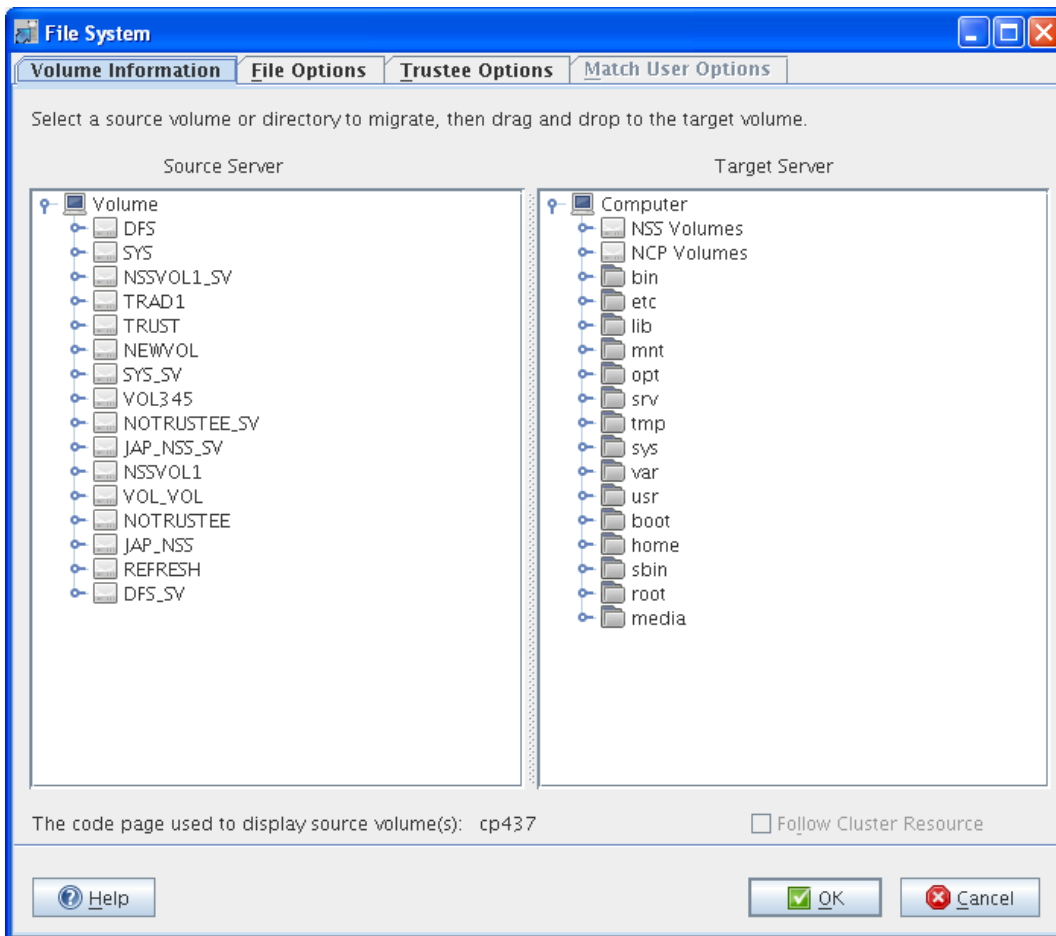 File System
Volume Information File Options Trustee Options Match User Options
Select a source volume or directory to migrate, then drag and drop to the target volume.
Source Server
Target Server
Volume
DFS
SYS
NSSVOL1_SV
TRAD1
TRUST
NEWVOL
SYS_SV
VOL345
NOTRUSTEE_SV
JAP_NSS_SV
NSSVOL1
VOL_VOL
NOTRUSTEE
JAP_NSS
REFRESH
DFS_SV
Computer
NSS Volumes
NCP Volumes
bin
etc
lib
mnt
opt
srv
tmp
sys
var
usr
boot
home
sbin
root
media
The code page used to display source volume(s): cp437
Follow Cluster Resource
Help
OK
Cancel